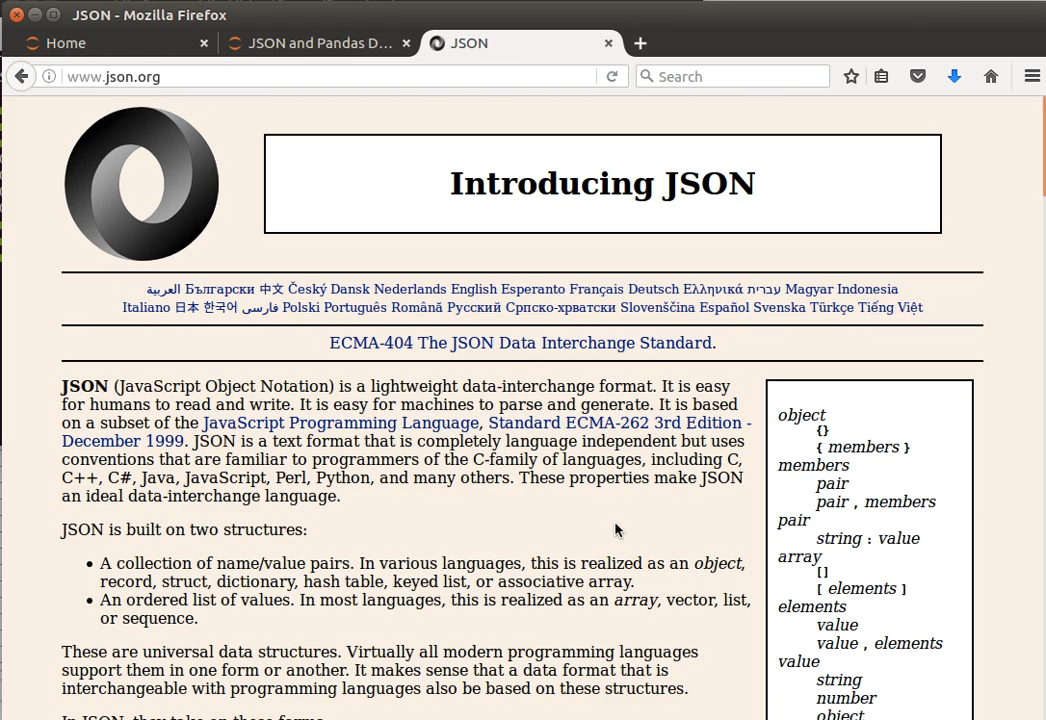 JSON - Mozilla Firefox
Home
JSON and Pandas D...
JSON
www.json.org
Search
Introducing JSON
العربية Български 中文 Český Dansk Nederlands English Esperanto Français Deutsch Ελληνικά עברית Magyar Indonesia
Italiano 日本 한국어 فارسی Polski Português Română Русский Српско-хрватски Slovenščina Español Svenska Türkçe Tiếng Việt
ECMA-404 The JSON Data Interchange Standard.
JSON (JavaScript Object Notation) is a lightweight data-interchange format. It is easy
for humans to read and write. It is easy for machines to parse and generate. It is based
on a subset of the JavaScript Programming Language, Standard ECMA-262 3rd Edition -
December 1999. JSON is a text format that is completely language independent but uses
conventions that are familiar to programmers of the C-family of languages, including C,
C++, C#, Java, JavaScript, Perl, Python, and many others. These properties make JSON
an ideal data-interchange language.
JSON is built on two structures:
• A collection of name/value pairs. In various languages, this is realized as an object,
record, struct, dictionary, hash table, keyed list, or associative array.
• An ordered list of values. In most languages, this is realized as an array, vector, list,
or sequence.
These are universal data structures. Virtually all modern programming languages
support them in one form or another. It makes sense that a data format that is
interchangeable with programming languages also be based on these structures.
In JSON, they take on these forms:
object
{}
{ members }
members
pair
pair , members
pair
string : value
array
[]
[ elements ]
elements
value
value , elements
value
string
number
object